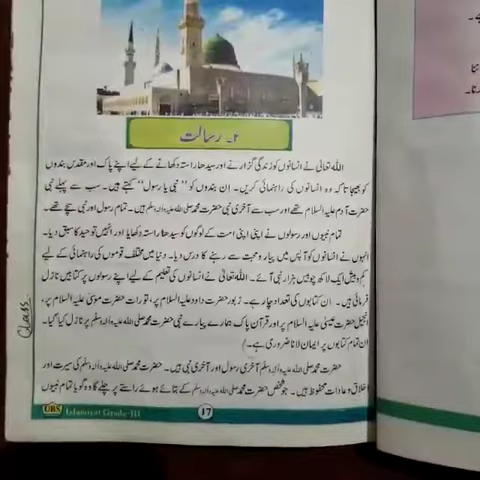 ۲۔ رسالت
اللہ تعالیٰ نے انسانوں کو زندگی گزارنے اور سیدھا راستہ دکھانے کے لیے اپنے پاک اور مقدس بندوں
کو بھیجا تاکہ وہ انسانوں کی راہنمائی کریں۔ ان بندوں کو "نبی یا رسول" کہتے ہیں۔ سب سے پہلے نبی
حضرت آدم علیہ السلام تھے اور سب سے آخری نبی حضرت محمد صلی اللہ علیہ وآلہ وسلم ہیں۔ تمام رسول اور نبی سچے تھے۔
تمام نبیوں اور رسولوں نے اپنی اپنی امت کے لوگوں کو سیدھا راستہ دکھایا اور انہیں توحید کا سبق دیا۔
انہوں نے انسانوں کو آپس میں پیار و محبت سے رہنے کا درس دیا۔ دنیا میں مختلف قوموں کی راہنمائی کے لیے
کم و بیش ایک لاکھ چوبیس ہزار نبی آئے۔ اللہ تعالیٰ نے انسانوں کی تعلیم کے لیے اپنے رسولوں پر کتابیں نازل
فرمائی ہیں۔ ان کتابوں کی تعداد چار ہے۔ زبور حضرت داود علیہ السلام پر، تورات حضرت موسیٰ علیہ السلام پر،
انجیل حضرت عیسیٰ علیہ السلام پر اور قرآن پاک ہمارے پیارے نبی حضرت محمد صلی اللہ علیہ وآلہ وسلم پر نازل کیا گیا۔
ان تمام کتابوں پر ایمان لانا ضروری ہے۔)
حضرت محمد صلی اللہ علیہ وآلہ وسلم آخری رسول اور آخری نبی ہیں۔ حضرت محمد صلی اللہ علیہ وآلہ وسلم کی سیرت اور
اخلاق و عادات محفوظ ہیں۔ جو شخص حضرت محمد صلی اللہ علیہ وآلہ وسلم کے بتائے ہوئے راستے پر چلے گا وہ گویا تمام نبیوں
Class
UBS Islamiyat Grade-III 17